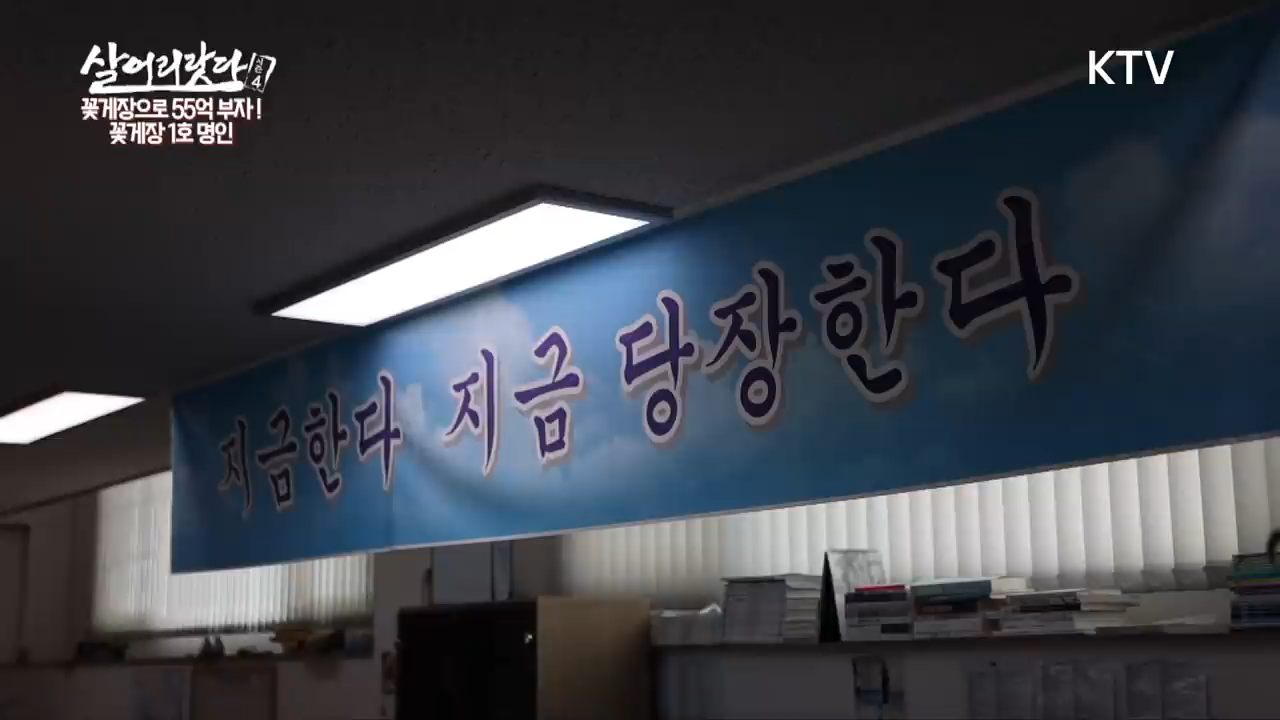 살어리랏다 시즌4
꽃게장으로 55억 부자!
꽃게장 1호 명인
KTV
지금한다 지금 당장한다